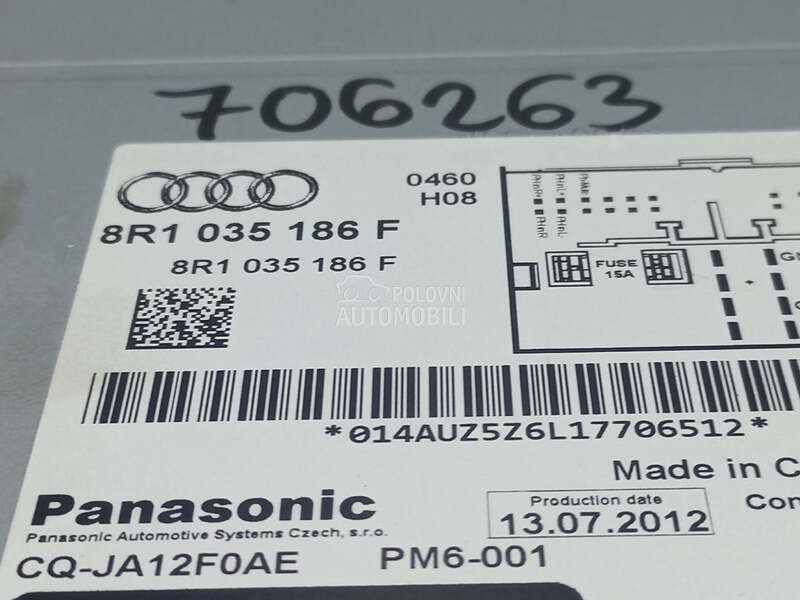 706263
0460
H08
8R1 035 186 F
8R1 035 186 F
FUSE
15A
POLOVNI
AUTOMOBILI
*014AUZ5Z6L17706512*
Made in C
Panasonic
Production date
13.07.2012
Con
Panasonic Automotive Systems Czech, s.r.o.
CQ-JA12F0AE PM6-001